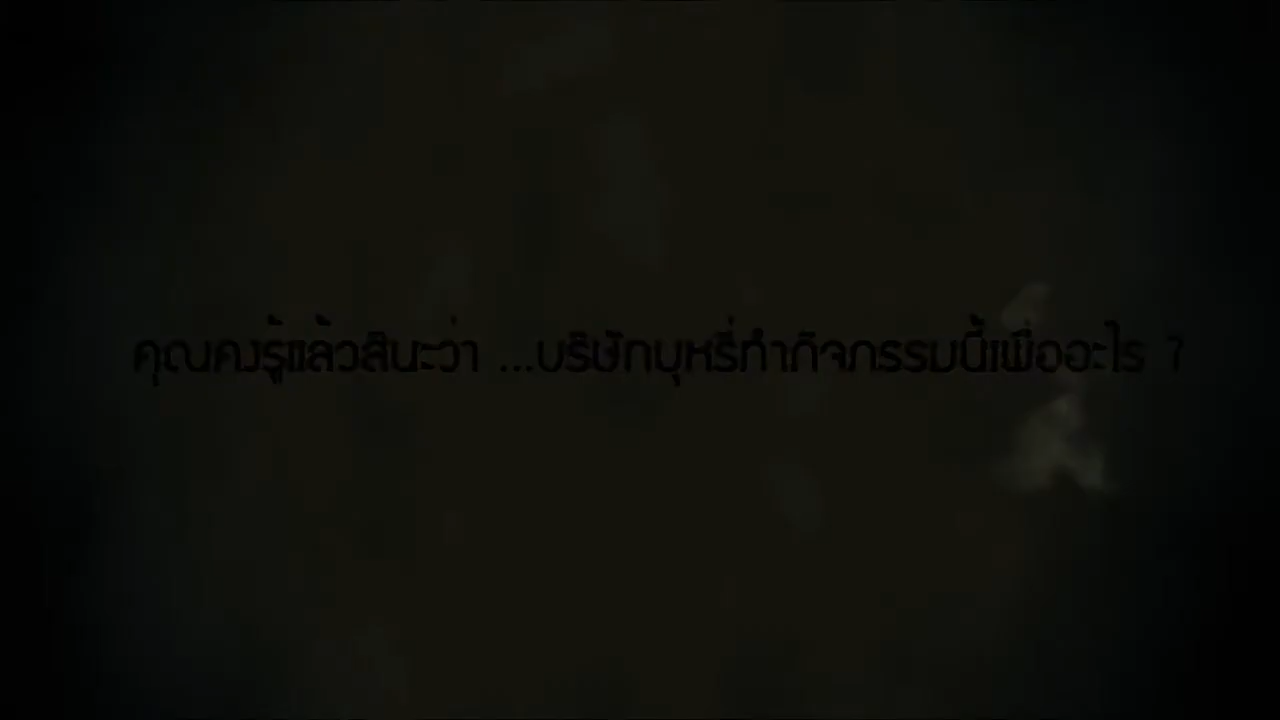 คุณคงรู้แล้วสินะว่า ...บริษัทบุหรี่ทำกิจกรรมนี้เพื่ออะไร ?